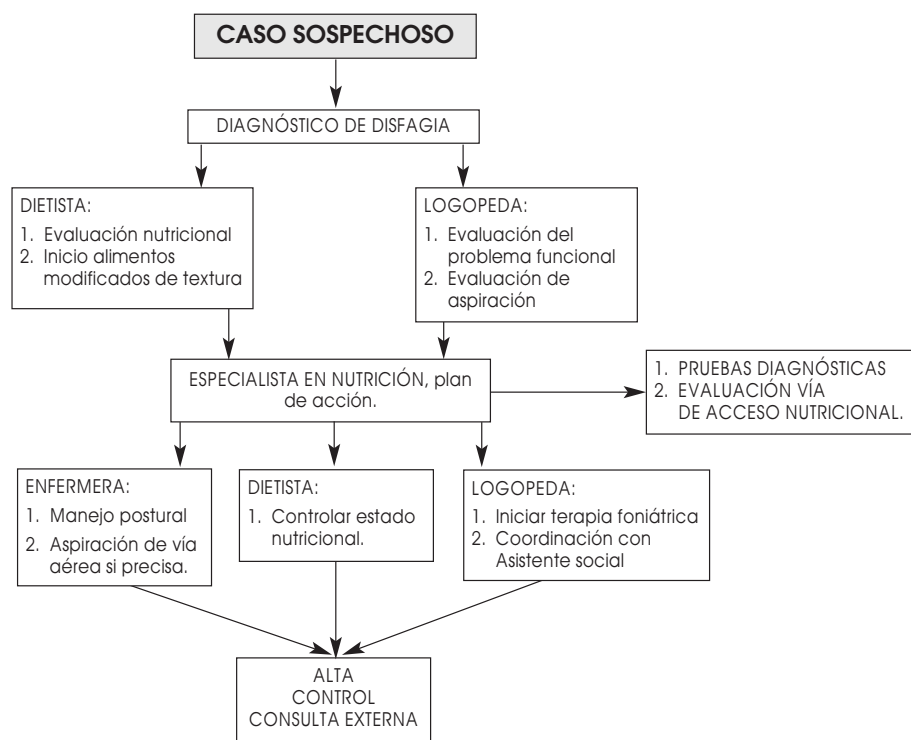 CASO SOSPECHOSO
DIAGNÓSTICO DE DISFAGIA
DIETISTA:
1. Evaluación nutricional
2. Inicio alimentos
modificados de textura
LOGOPEDA:
1. Evaluación del
problema funcional
2. Evaluación de
aspiración
ESPECIALISTA EN NUTRICIÓN, plan
de acción.
1. PRUEBAS DIAGNÓSTICAS
2. EVALUACIÓN VÍA
DE ACCESO NUTRICIONAL.
ENFERMERA:
1. Manejo postural
2. Aspiración de vía
aérea si precisa.
DIETISTA:
1. Controlar estado
nutricional.
LOGOPEDA:
1. Iniciar terapia foniátrica
2. Coordinación con
Asistente social
ALTA
CONTROL
CONSULTA EXTERNA